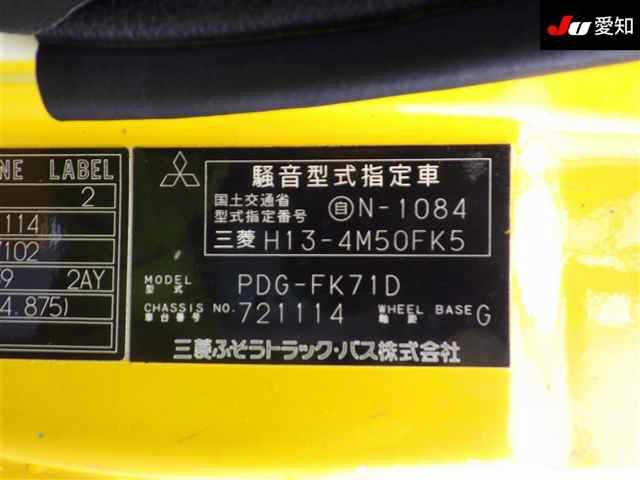 JU 愛知
NE LABEL
2
114
7102
9 2AY
4.875)
騒音型式指定車
国土交通省
型式指定番号 自 N-1084
三菱 H13-4M50FK5
MODEL
型式 PDG-FK71D
CHASSIS NO.
車台番号 721114
WHEEL BASE
軸距 G
三菱ふそうトラック・バス株式会社